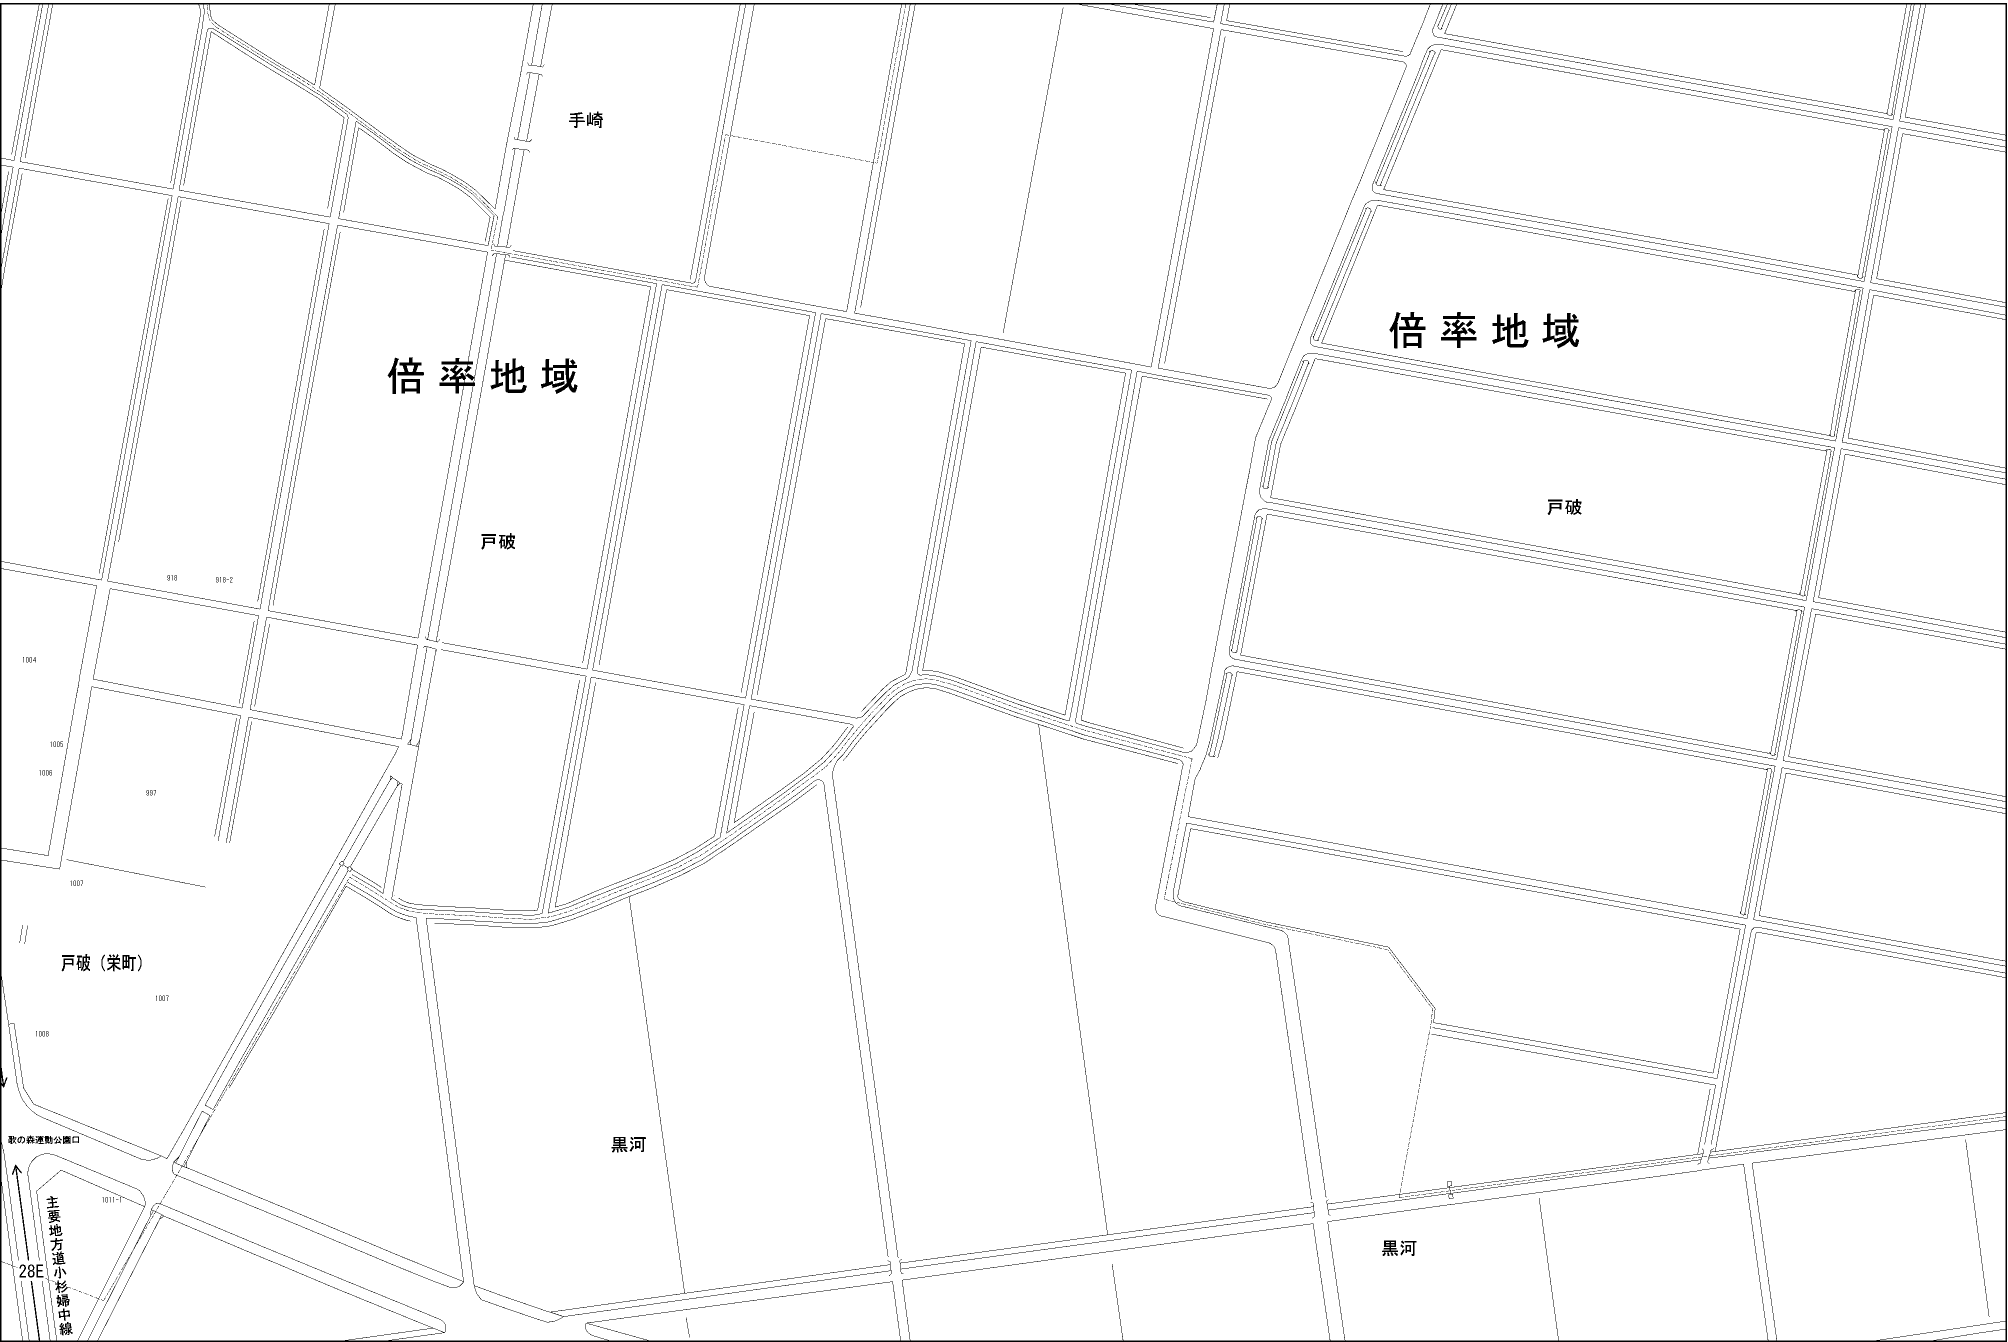 手崎
倍率地域
倍率地域
戸破
戸破
918
918-2
1004
1005
1006
997
1007
戸破（栄町）
1007
1008
歌の森運動公園口
黒河
1011-1
主要地方道小杉婦中線
黒河
28E